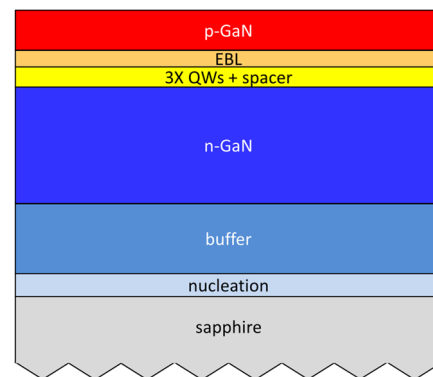 p-GaN
EBL
3X QWs + spacer
n-GaN
buffer
nucleation
sapphire